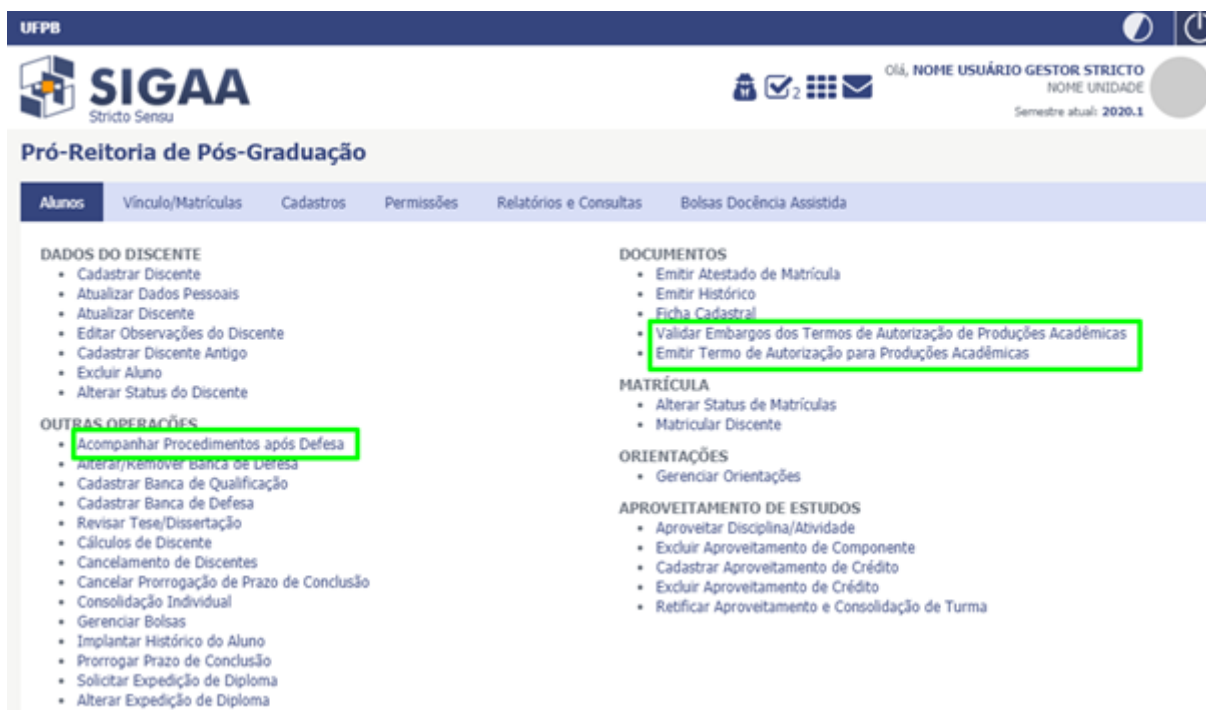 UFPB
SIGAA
Stricto Sensu
2
Olá, NOME USUÁRIO GESTOR STRICTO
NOME UNIDADE
Semestre atual: 2020.1
Pró-Reitoria de Pós-Graduação
Alunos Vínculo/Matrículas Cadastros Permissões Relatórios e Consultas Bolsas Docência Assistida
DADOS DO DISCENTE
Cadastrar Discente
Atualizar Dados Pessoais
Atualizar Discente
Editar Observações do Discente
Cadastrar Discente Antigo
Excluir Aluno
Alterar Status do Discente
OUTRAS OPERAÇÕES
Acompanhar Procedimentos após Defesa
Alterar/Remover Banca de Defesa
Cadastrar Banca de Qualificação
Cadastrar Banca de Defesa
Revisar Tese/Dissertação
Cálculos de Discente
Cancelamento de Discentes
Cancelar Prorrogação de Prazo de Conclusão
Consolidação Individual
Gerenciar Bolsas
Implantar Histórico do Aluno
Prorrogar Prazo de Conclusão
Solicitar Expedição de Diploma
Alterar Expedição de Diploma
DOCUMENTOS
Emitir Atestado de Matrícula
Emitir Histórico
Ficha Cadastral
Validar Embargos dos Termos de Autorização de Produções Acadêmicas
Emitir Termo de Autorização para Produções Acadêmicas
MATRÍCULA
Alterar Status de Matrículas
Matricular Discente
ORIENTAÇÕES
Gerenciar Orientações
APROVEITAMENTO DE ESTUDOS
Aproveitar Disciplina/Atividade
Excluir Aproveitamento de Componente
Cadastrar Aproveitamento de Crédito
Excluir Aproveitamento de Crédito
Retificar Aproveitamento e Consolidação de Turma